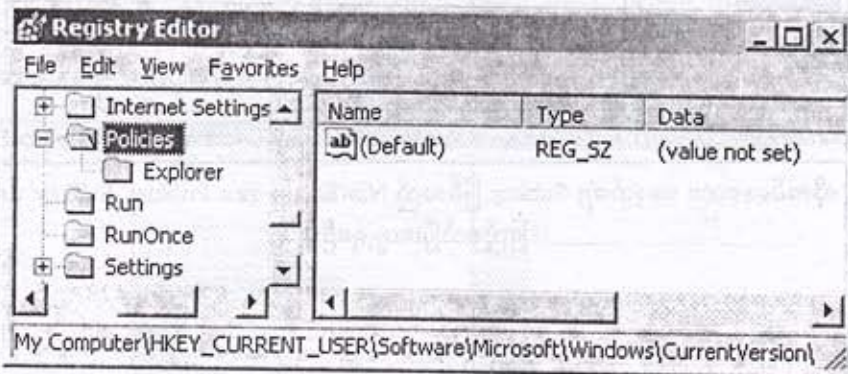 Registry Editor
File Edit View Favorites Help
Internet Settings
Policies
Explorer
Run
RunOnce
Settings
Name Type Data
ab (Default) REG_SZ (value not set)
My Computer\HKEY_CURRENT_USER\Software\Microsoft\Windows\CurrentVersion\